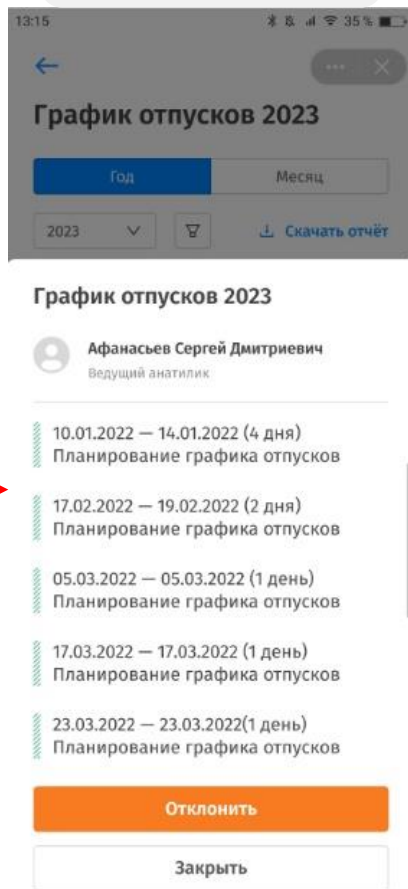 13:15
35 %
График отпусков 2023
Год
Месяц
2023
Скачать отчёт
График отпусков 2023
Афанасьев Сергей Дмитриевич
Ведущий анатилик
10.01.2022 — 14.01.2022 (4 дня)
Планирование графика отпусков
17.02.2022 — 19.02.2022 (2 дня)
Планирование графика отпусков
05.03.2022 — 05.03.2022 (1 день)
Планирование графика отпусков
17.03.2022 — 17.03.2022 (1 день)
Планирование графика отпусков
23.03.2022 — 23.03.2022(1 день)
Планирование графика отпусков
Отклонить
Закрыть